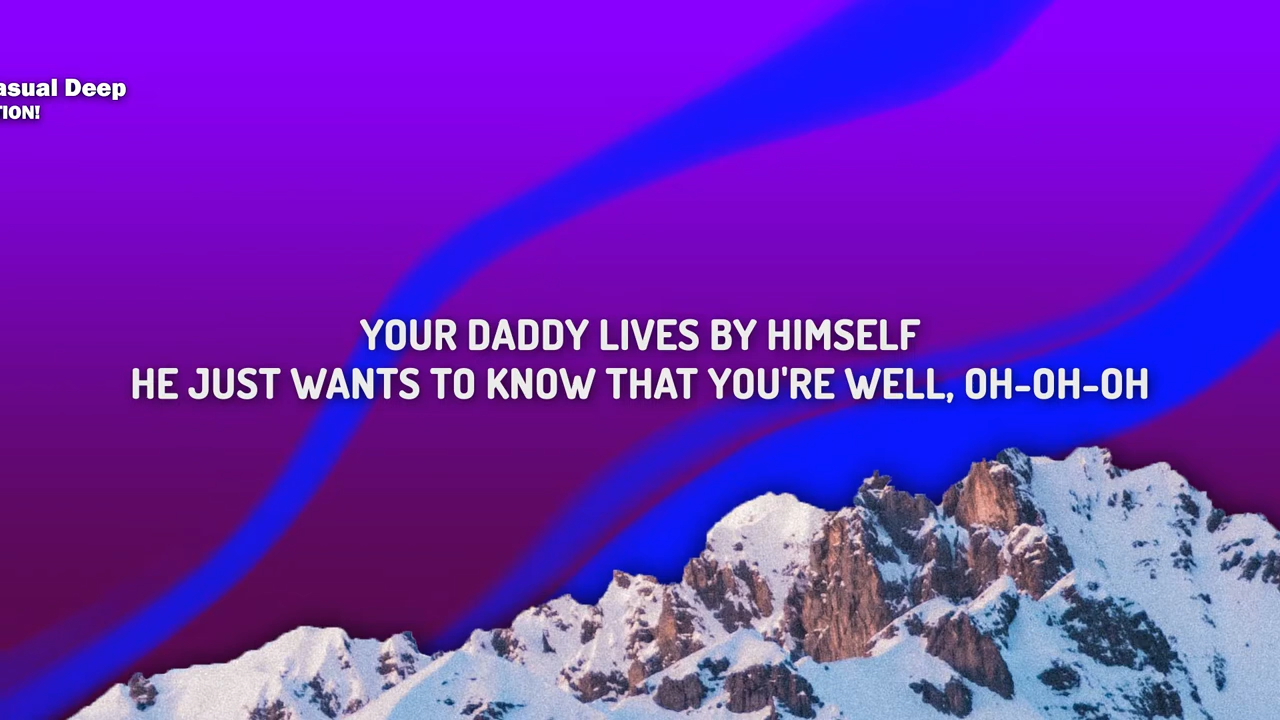 asual Deep
TION!
YOUR DADDY LIVES BY HIMSELF
HE JUST WANTS TO KNOW THAT YOU'RE WELL, OH-OH-OH